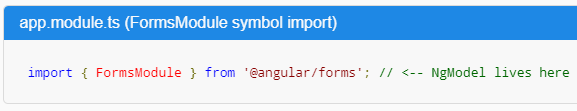 app.module.ts (FormsModule symbol import)
import { FormsModule } from '@angular/forms'; // <-- NgModel lives here